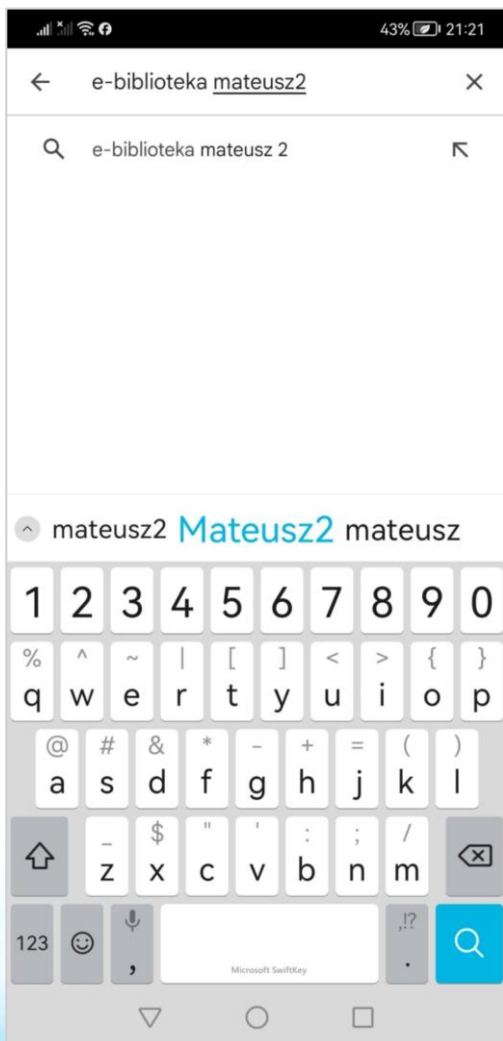 43% 21:21
e-biblioteka mateusz2
e-biblioteka mateusz 2
mateusz2 Mateusz2 mateusz
1 2 3 4 5 6 7 8 9 0
% ^ ~ | [ ] < > { }
q w e r t y u i o p
@ # & * - + = ( )
a s d f g h j k l
_ $ " ' : ; /
z x c v b n m
123 , Microsoft SwiftKey ,!? .